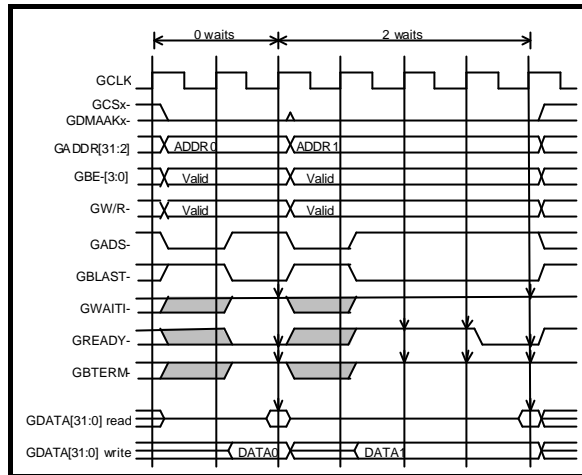 0 waits 2 waits
GCLK
GCSx-
GDMAAKx-
GADDR[31:2] ADDR0 ADDR1
GBE-[3:0] Valid Valid
GW/R- Valid Valid
GADS-
GBLAST-
GWAITI-
GREADY-
GBTERM-
GDATA[31:0] read
GDATA[31:0] write DATA0 DATA1